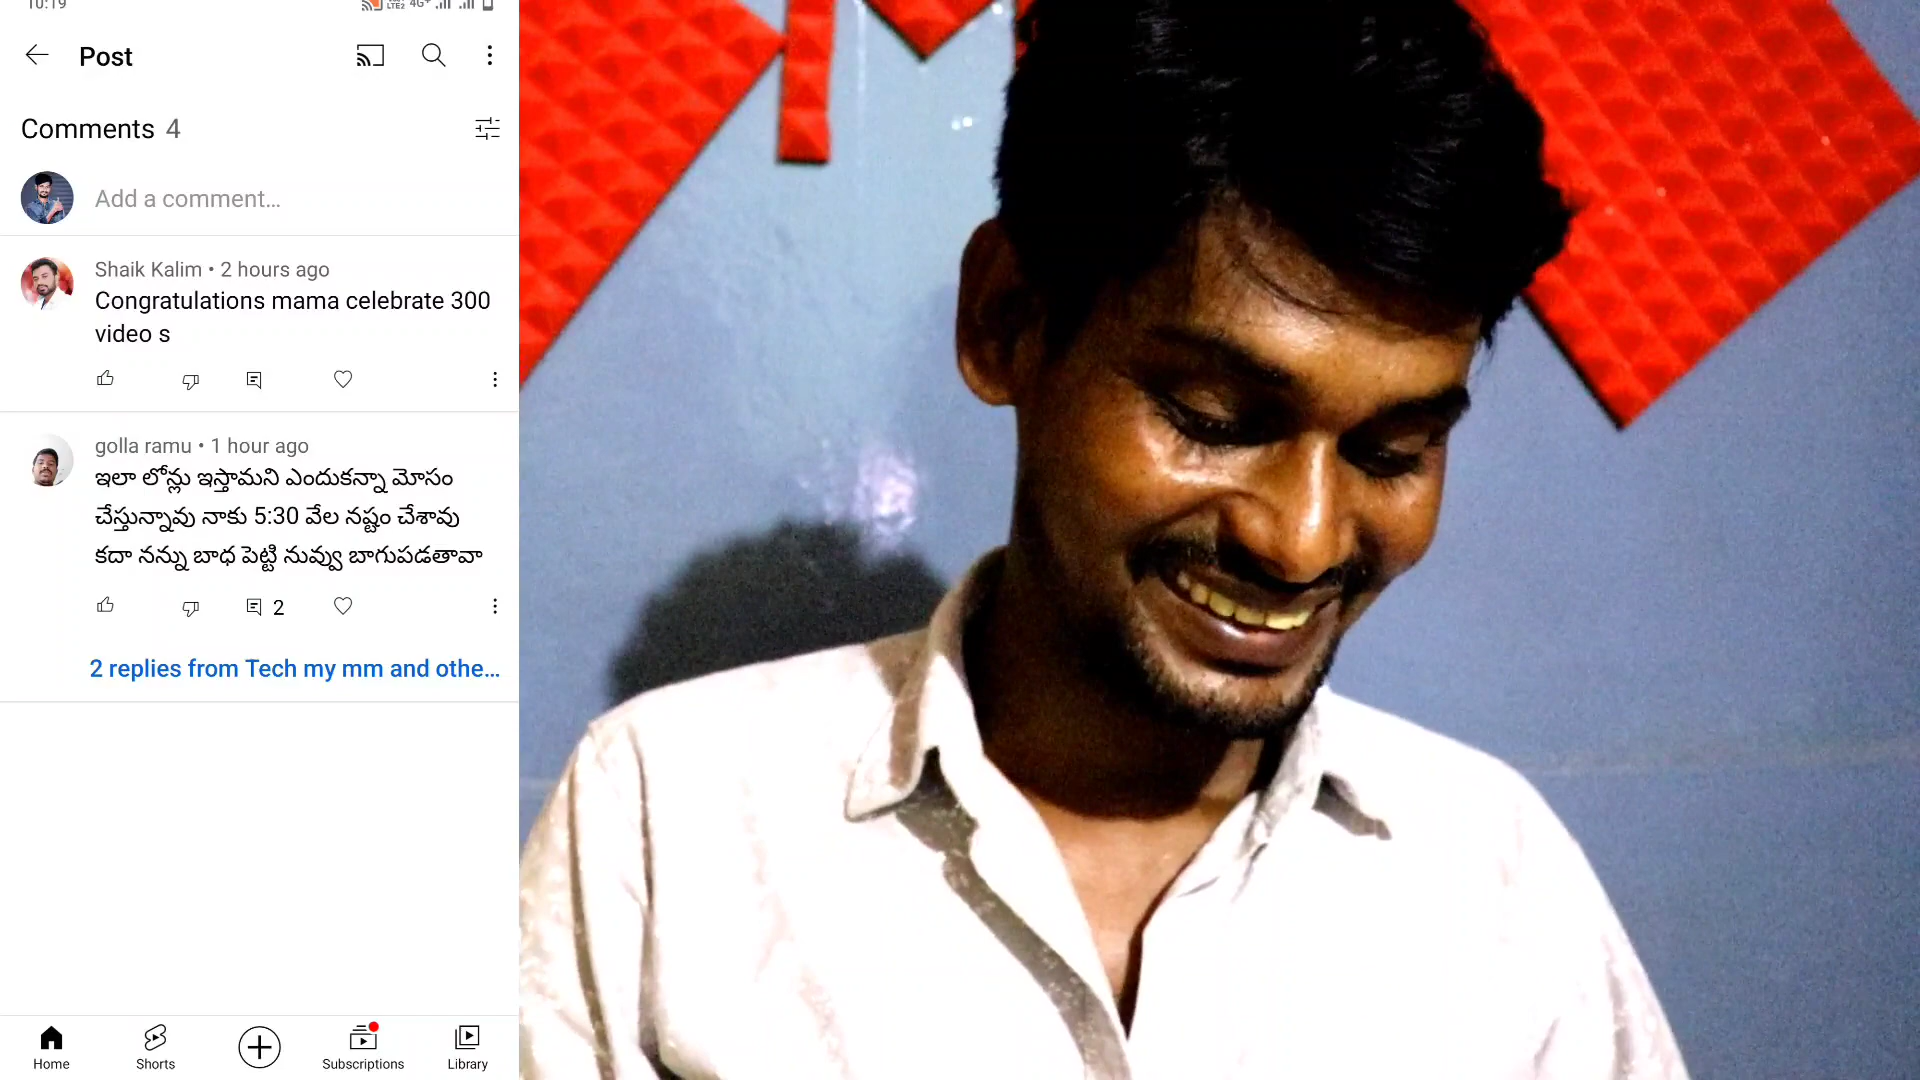 10:19
LTE2 4G+
Post
Comments 4
Add a comment...
Shaik Kalim • 2 hours ago
Congratulations mama celebrate 300
video s
golla ramu • 1 hour ago
ఇలా లోన్లు ఇస్తామని ఎందుకన్నా మోసం
చేస్తున్నావు నాకు 5:30 వేల నష్టం చేశావు
కదా నన్ను బాధ పెట్టి నువ్వు బాగుపడతావా
2
2 replies from Tech my mm and othe...
Home
Shorts
Subscriptions
Library